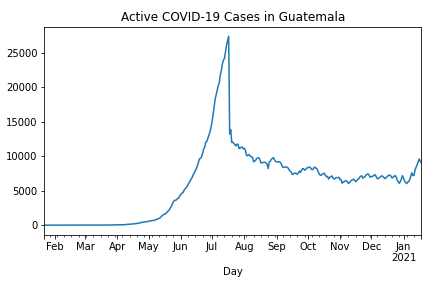 Active COVID-19 Cases in Guatemala
25000
20000
15000
10000
5000
0
Feb Mar Apr May Jun Jul Aug Sep Oct Nov Dec Jan
2021
Day